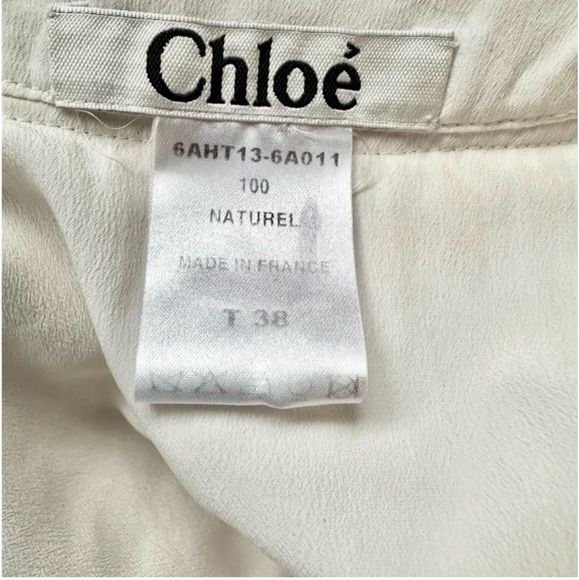 Chloé
6AHT13-6A011
100
NATUREL
MADE IN FRANCE
T 38